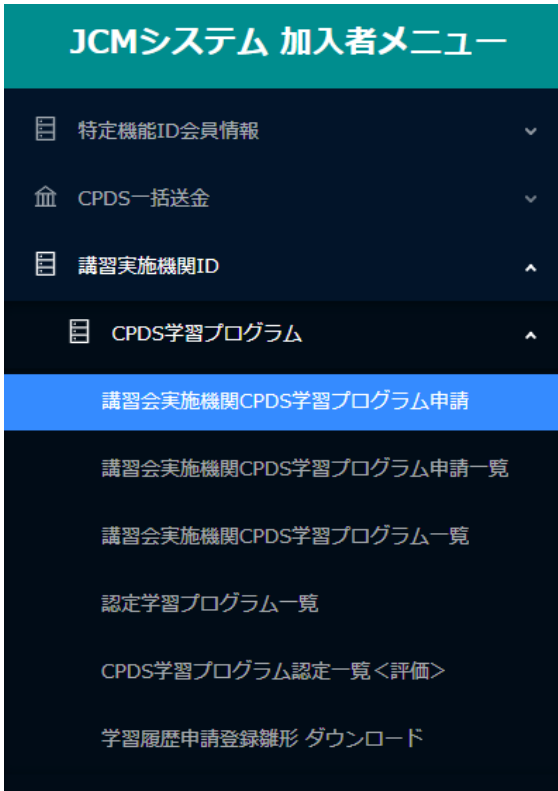 JCMシステム 加入者メニュー
特定機能ID会員情報
CPDS一括送金
講習実施機関ID
CPDS学習プログラム
講習会実施機関CPDS学習プログラム申請
講習会実施機関CPDS学習プログラム申請一覧
講習会実施機関CPDS学習プログラム一覧
認定学習プログラム一覧
CPDS学習プログラム認定一覧＜評価＞
学習履歴申請登録雛形 ダウンロード